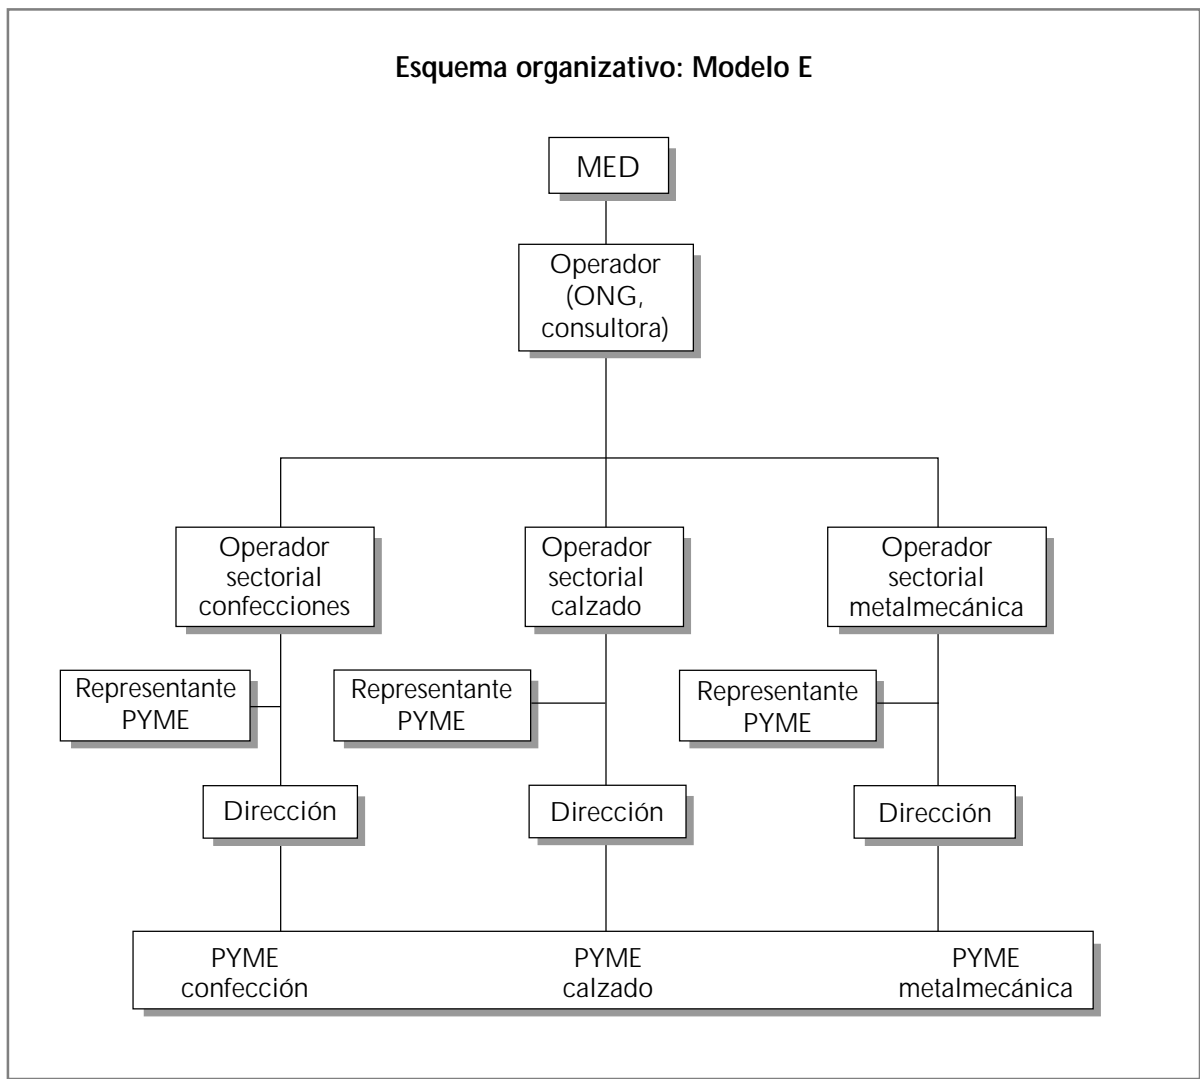 Esquema organizativo: Modelo E
MED
Operador
(ONG,
consultora)
Operador
sectorial
confecciones
Operador
sectorial
calzado
Operador
sectorial
metalmecánica
Representante
PYME
Representante
PYME
Representante
PYME
Dirección
Dirección
Dirección
PYME
confección
PYME
calzado
PYME
metalmecánica